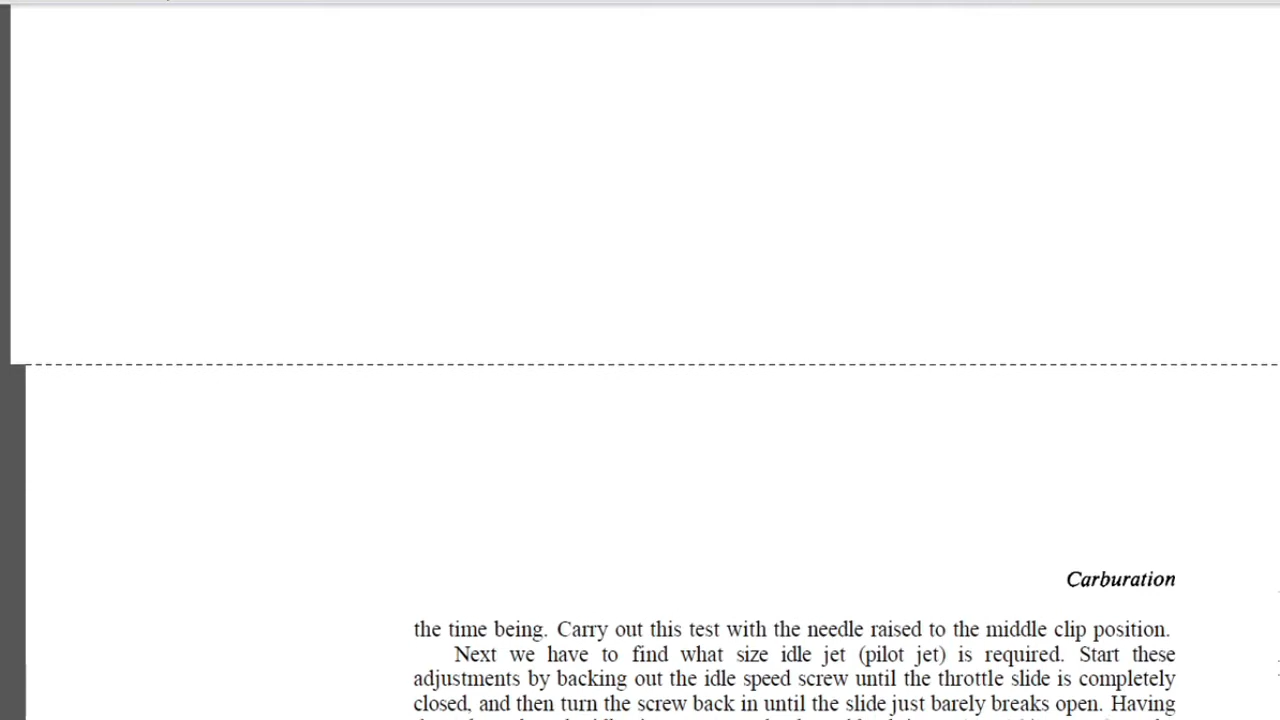 Carburation
the time being. Carry out this test with the needle raised to the middle clip position.
Next we have to find what size idle jet (pilot jet) is required. Start these
adjustments by backing out the idle speed screw until the throttle slide is completely
closed, and then turn the screw back in until the slide just barely breaks open. Having